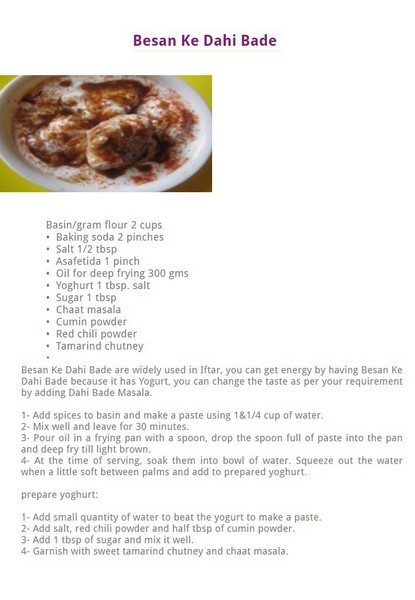 Besan Ke Dahi Bade
Basin/gram flour 2 cups
• Baking soda 2 pinches
• Salt 1/2 tbsp
• Asafetida 1 pinch
• Oil for deep frying 300 gms
• Yoghurt 1 tbsp. salt
• Sugar 1 tbsp
• Chaat masala
• Cumin powder
• Red chili powder
• Tamarind chutney
•
Besan Ke Dahi Bade are widely used in Iftar, you can get energy by having Besan Ke
Dahi Bade because it has Yogurt, you can change the taste as per your requirement
by adding Dahi Bade Masala.
1- Add spices to basin and make a paste using 1&1/4 cup of water.
2- Mix well and leave for 30 minutes.
3- Pour oil in a frying pan with a spoon, drop the spoon full of paste into the pan
and deep fry till light brown.
4- At the time of serving, soak them into bowl of water. Squeeze out the water
when a little soft between palms and add to prepared yoghurt.
prepare yoghurt:
1- Add small quantity of water to beat the yogurt to make a paste.
2- Add salt, red chili powder and half tbsp of cumin powder.
3- Add 1 tbsp of sugar and mix it well.
4- Garnish with sweet tamarind chutney and chaat masala.